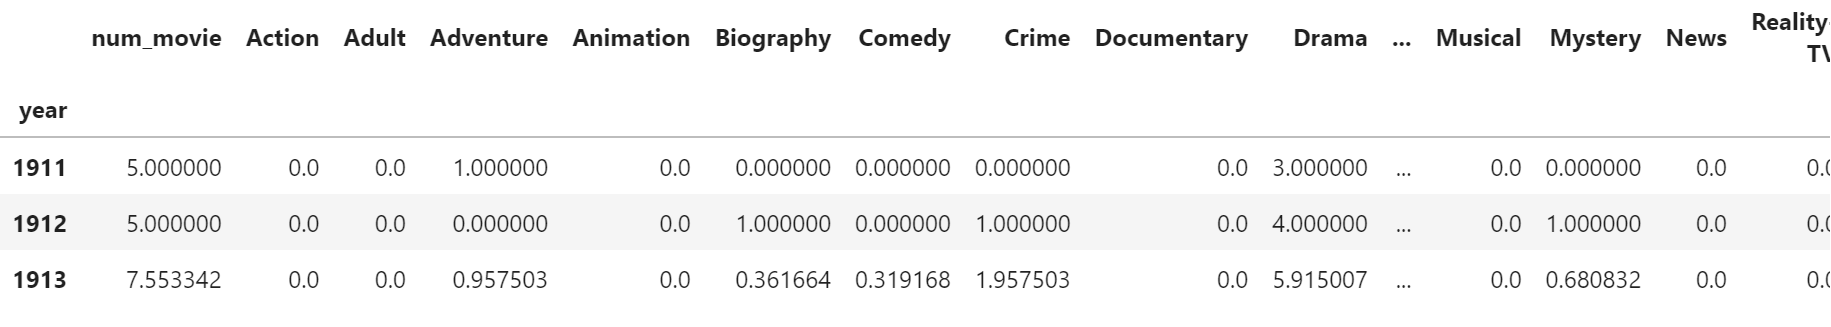 num_movie Action Adult Adventure Animation Biography Comedy Crime Documentary Drama ... Musical Mystery News Reality-TV
year
1911 5.000000 0.0 0.0 1.000000 0.0 0.000000 0.000000 0.000000 0.0 3.000000 ... 0.0 0.000000 0.0 0.0
1912 5.000000 0.0 0.0 0.000000 0.0 1.000000 0.000000 1.000000 0.0 4.000000 ... 0.0 1.000000 0.0 0.0
1913 7.553342 0.0 0.0 0.957503 0.0 0.361664 0.319168 1.957503 0.0 5.915007 ... 0.0 0.680832 0.0 0.0